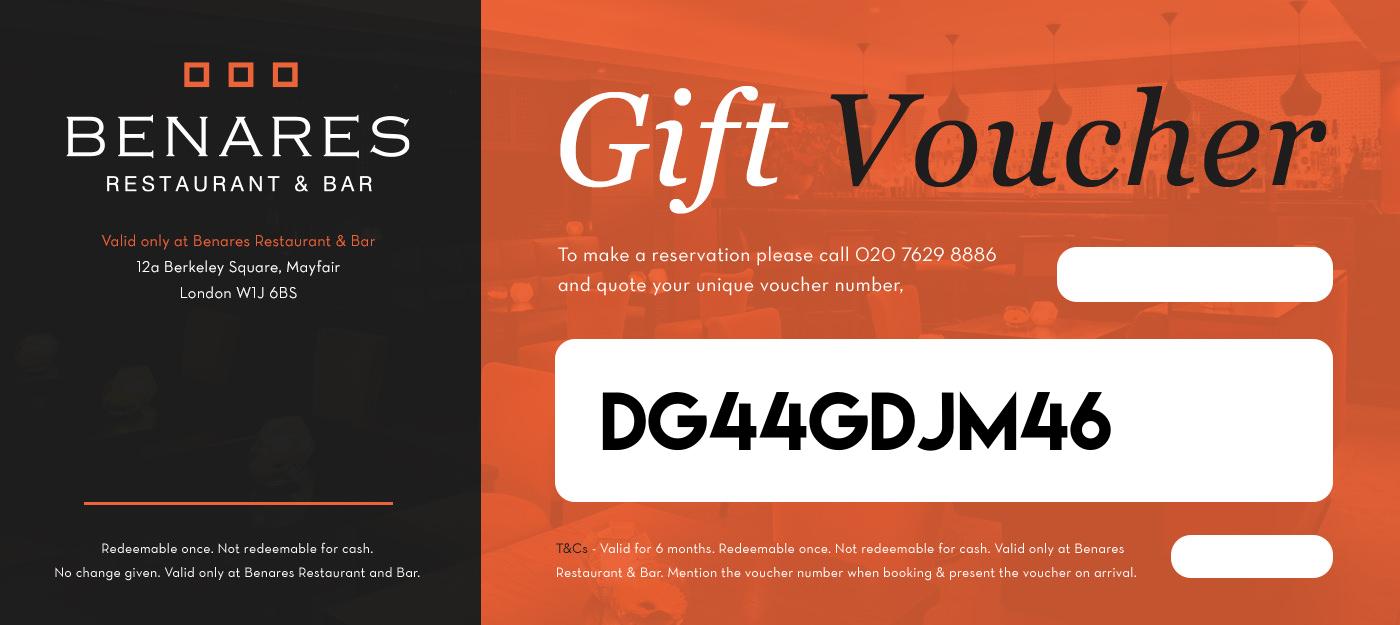 BENARES
RESTAURANT & BAR
Valid only at Benares Restaurant & Bar
12a Berkeley Square, Mayfair
London W1J 6BS
Redeemable once. Not redeemable for cash.
No change given. Valid only at Benares Restaurant and Bar.
Gift Voucher
To make a reservation please call 020 7629 8886
and quote your unique voucher number,
DG44GDJM46
T&Cs - Valid for 6 months. Redeemable once. Not redeemable for cash. Valid only at Benares
Restaurant & Bar. Mention the voucher number when booking & present the voucher on arrival.